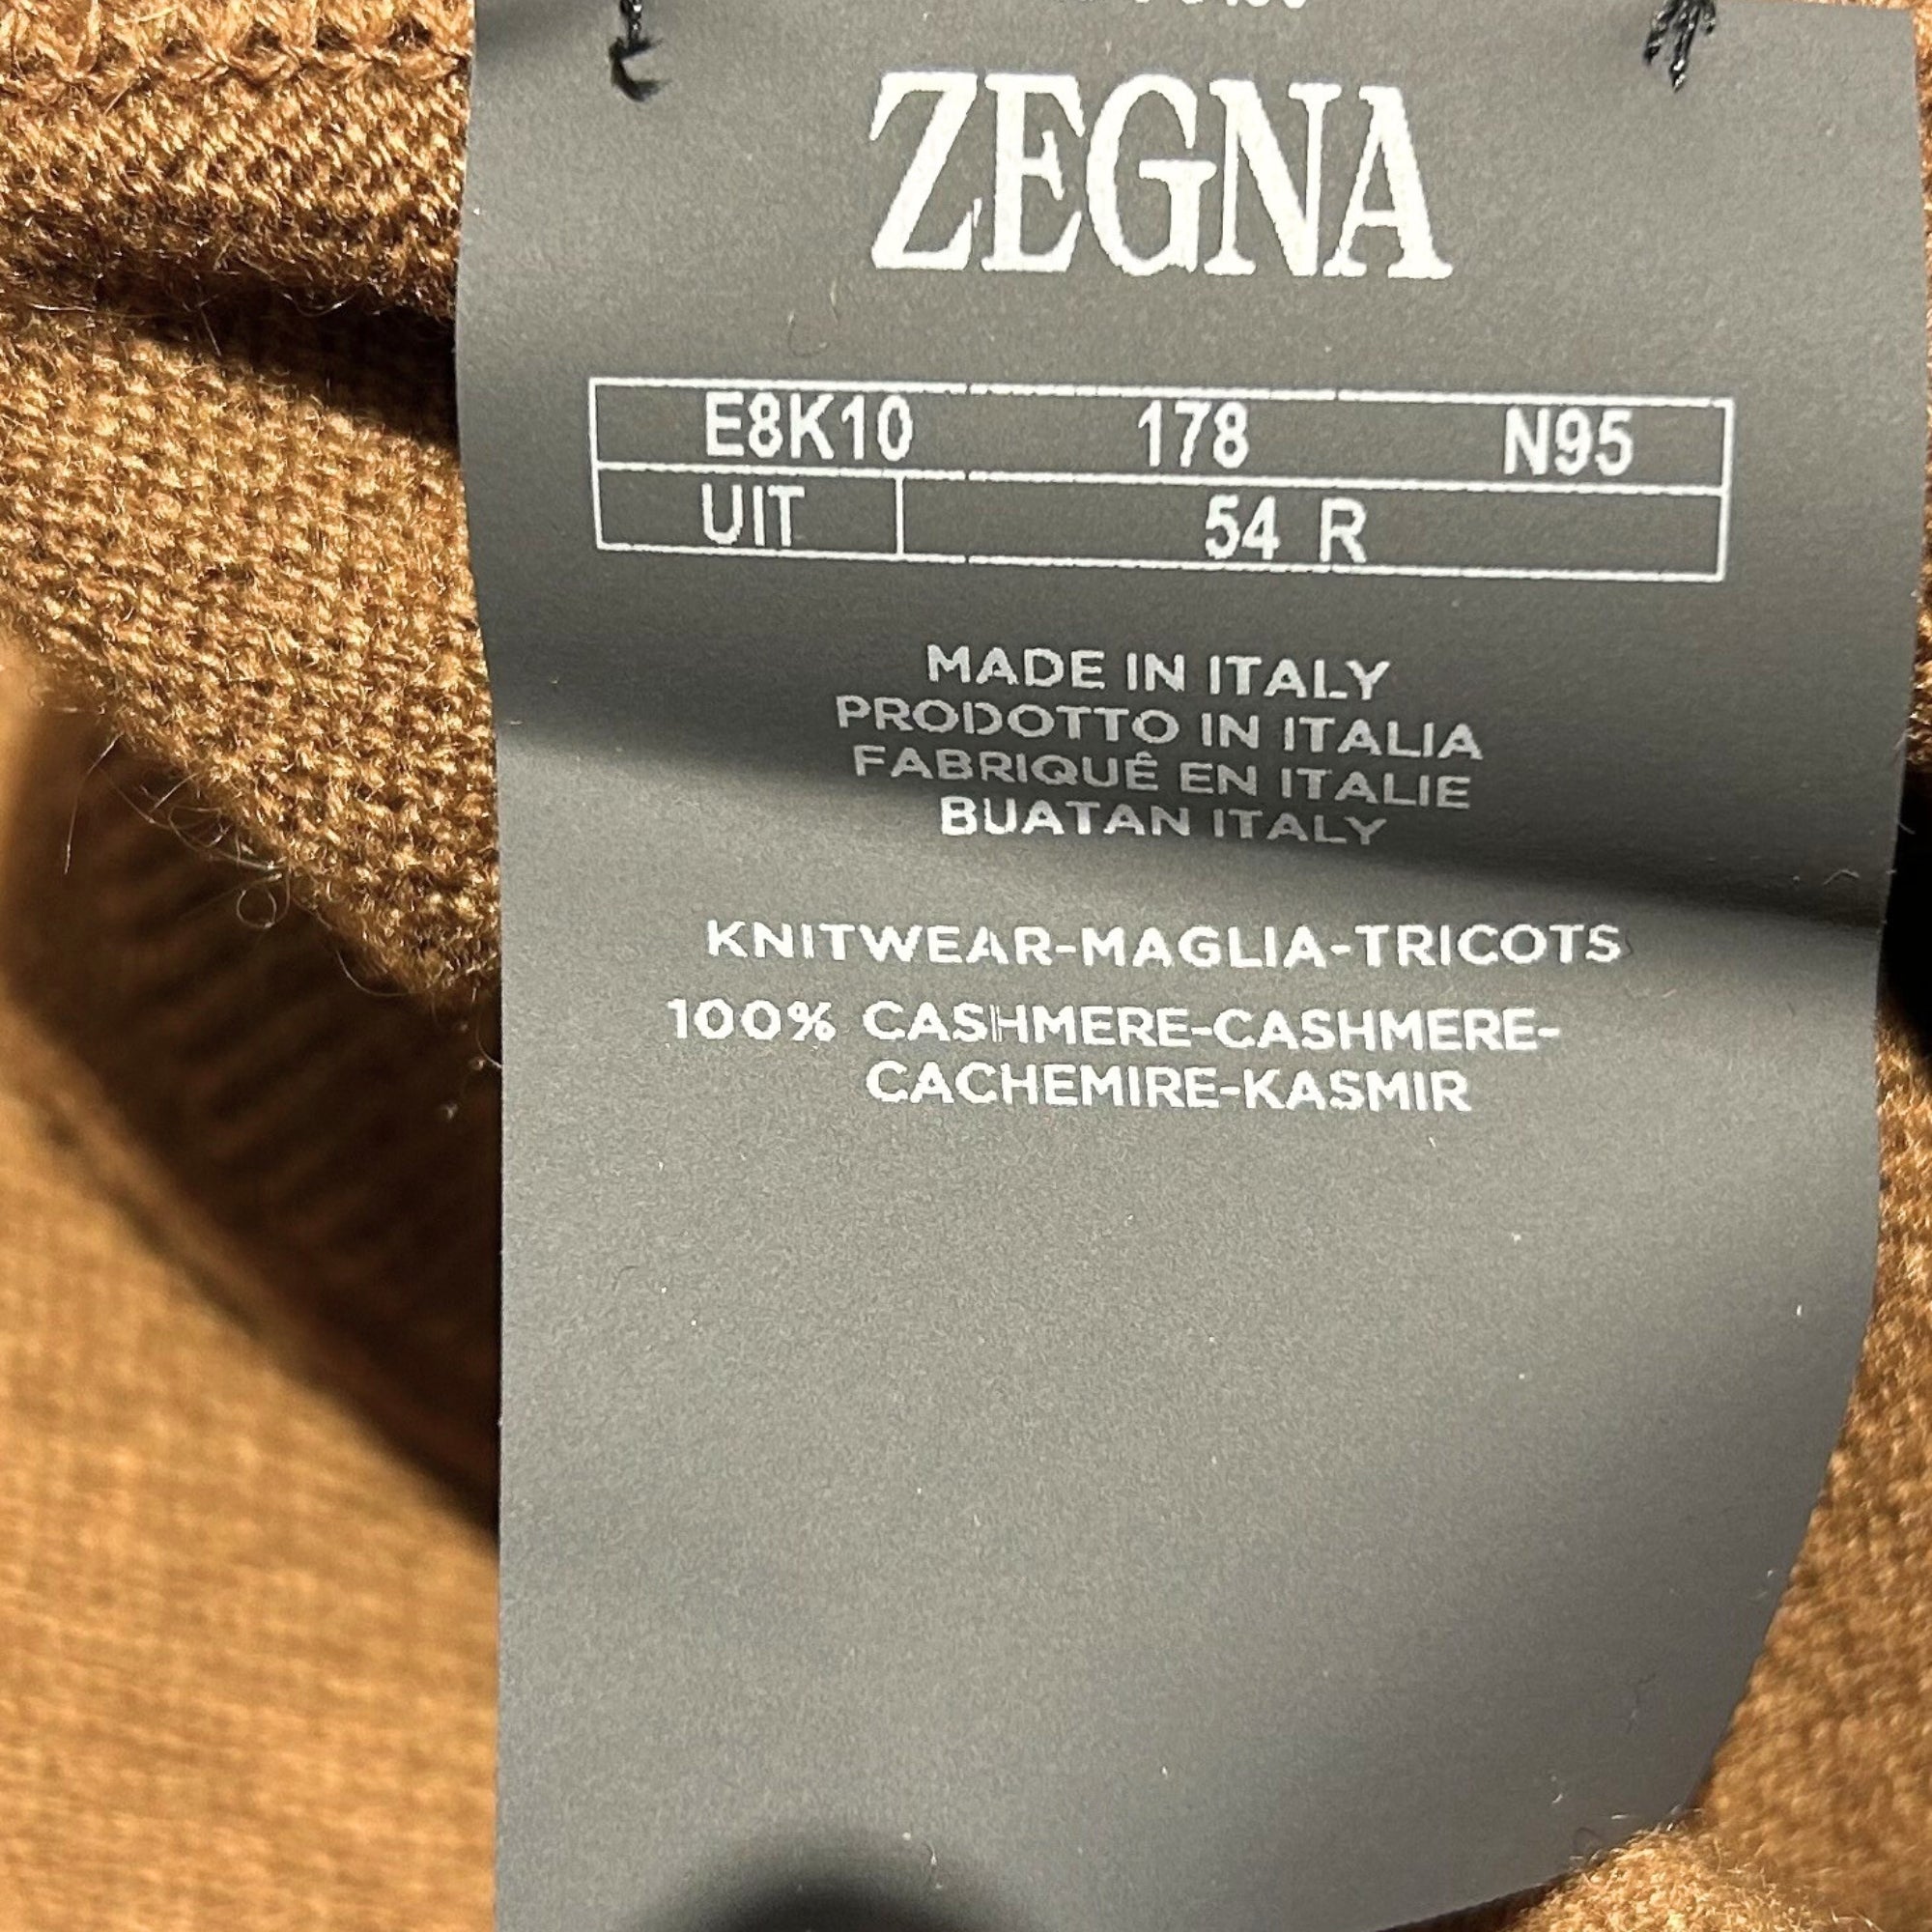 ZEGNA
E8K10 178 N95
UIT 54 R
MADE IN ITALY
PRODOTTO IN ITALIA
FABRIQUÉ EN ITALIE
BUATAN ITALY
KNITWEAR-MAGLIA-TRICOTS
100% CASHMERE-CASHMERE-
CACHEMIRE-KASMIR